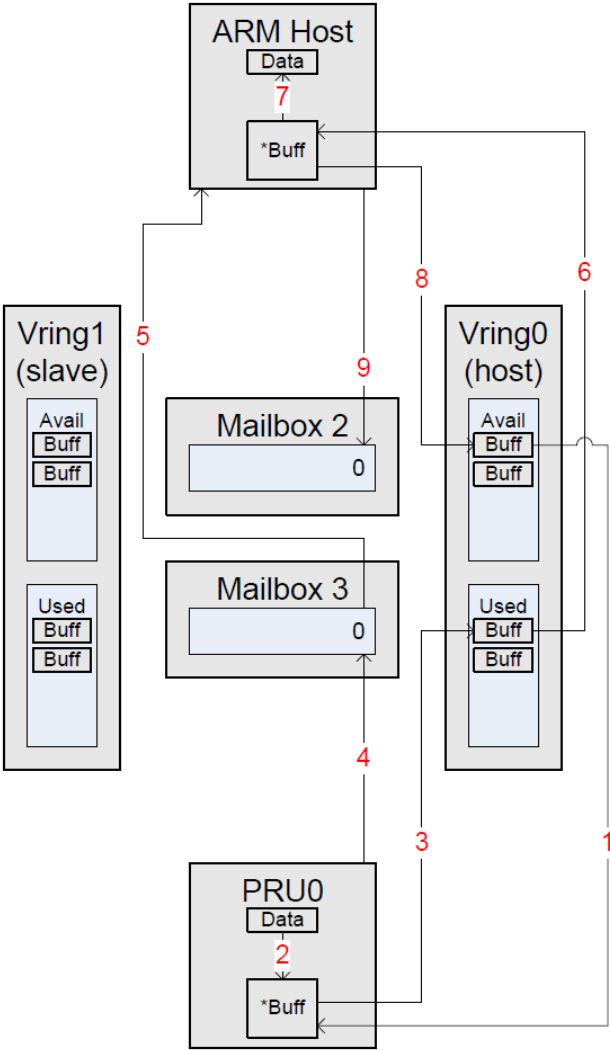 ARM Host
Data
7
*Buff
6
8
5
9
Vring1
(slave)
Avail
Buff
Buff
Used
Buff
Buff
Mailbox 2
0
Mailbox 3
0
Vring0
(host)
Avail
Buff
Buff
Used
Buff
Buff
4
3
1
PRU0
Data
2
*Buff